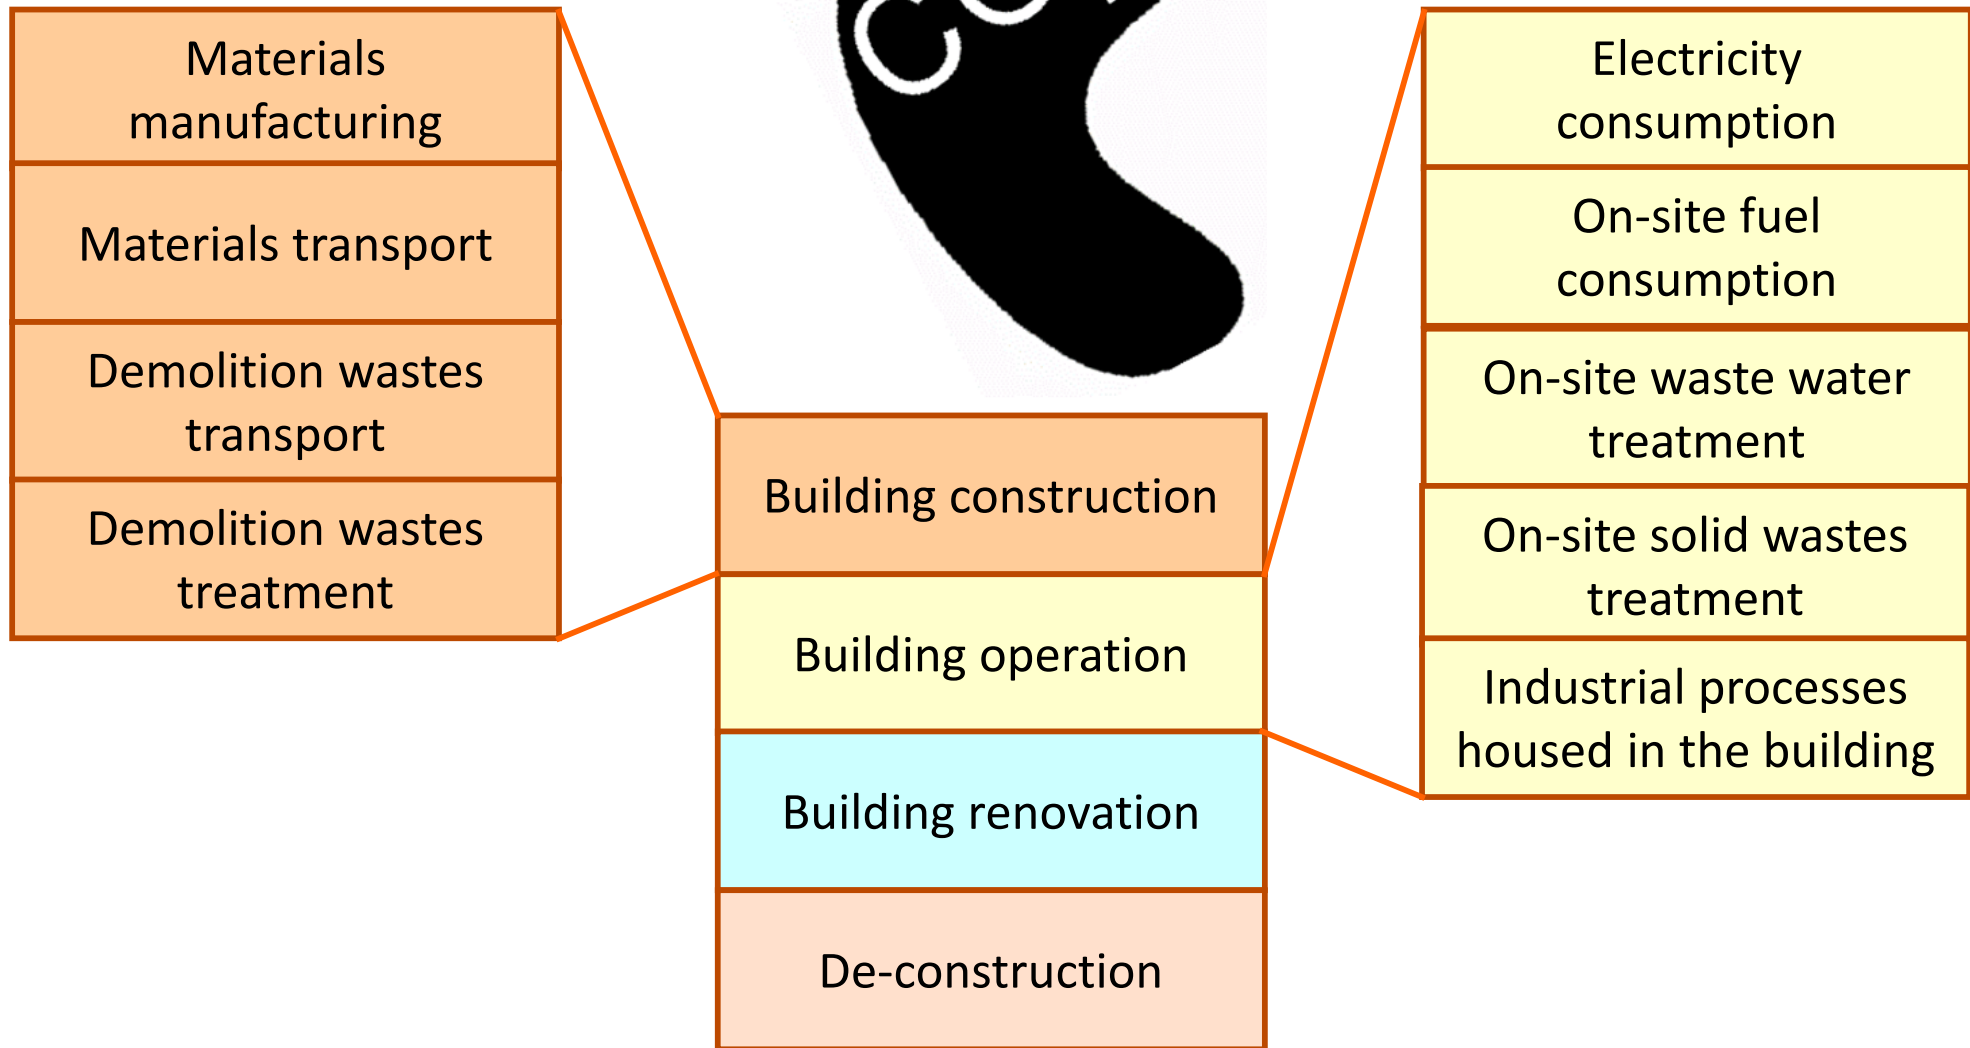 Materials
manufacturing
Materials transport
Demolition wastes
transport
Demolition wastes
treatment
Building construction
Building operation
Building renovation
De-construction
Electricity
consumption
On-site fuel
consumption
On-site waste water
treatment
On-site solid wastes
treatment
Industrial processes
housed in the building